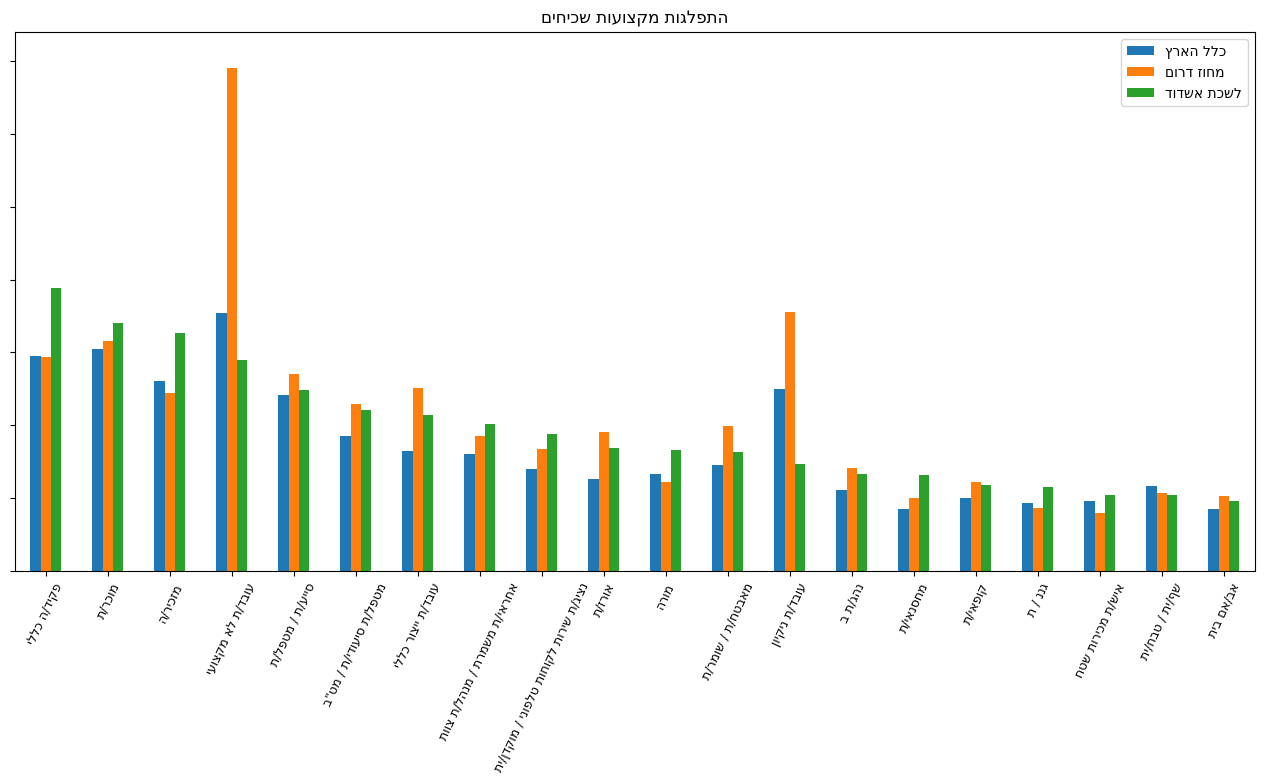 התפלגות מקצועות שכיחים
כלל הארץ
מחוז דרום
לשכת אשדוד
פקיד/ה כללי
מוכר/ת
מזכיר/ה
עובד/ת לא מקצועי
סייע/ת / מטפל/ת
מטפל/ת סיעודי/ת / מט"ב
עובד/ת ייצור כללי
אחראי/ת משמרת / מנהל/ת צוות
נציג/ת שירות לקוחות טלפוני / מוקדן/ית
אורז/ת
מורה
מאבטח/ת / שומר/ת
עובד/ת ניקיון
נהג/ת ב
מחסנאי/ת
קופאי/ת
גנן / ת
איש/ת מכירות שטח
שף/ית / טבח/ית
אב/אם בית